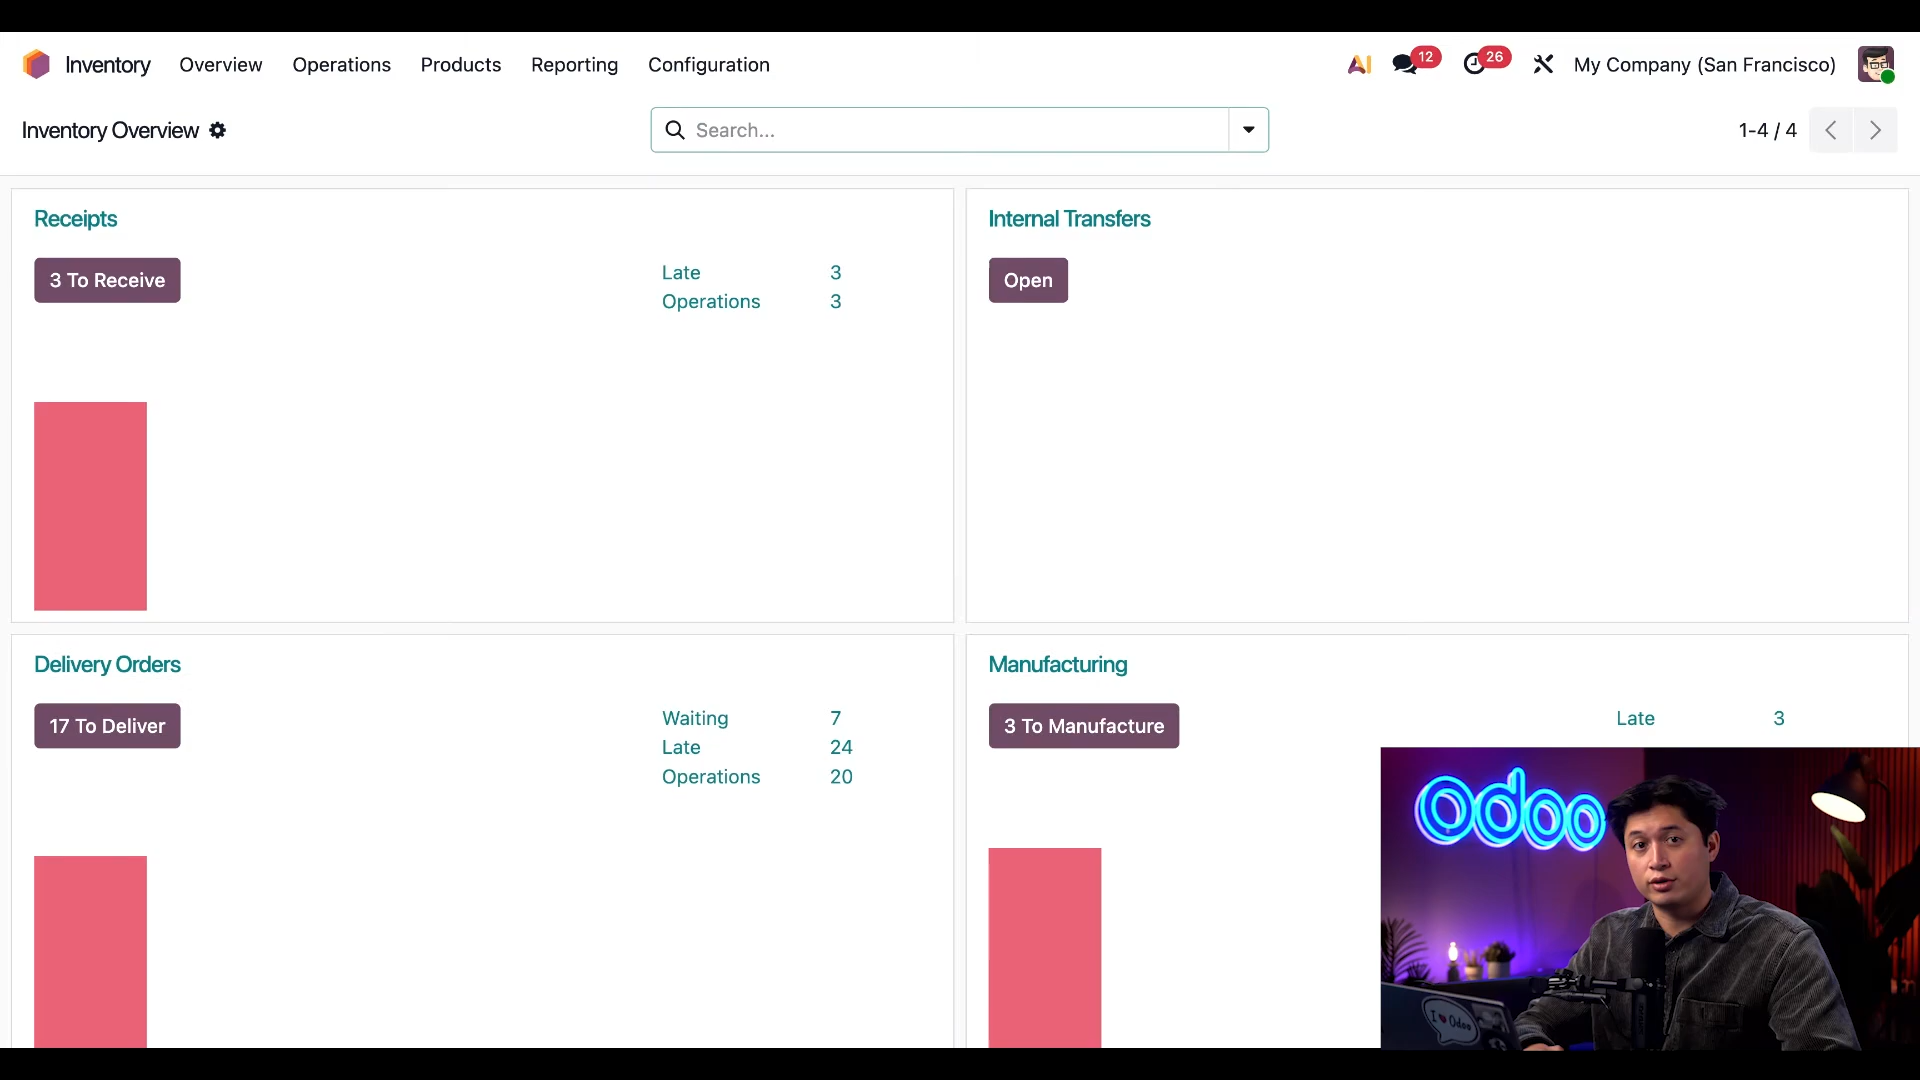 Inventory Overview Operations Products Reporting Configuration AI 12 26 My Company (San Francisco)
Inventory Overview Search... 1-4 / 4
Receipts
3 To Receive
Late 3
Operations 3
Internal Transfers
Open
Delivery Orders
17 To Deliver
Waiting 7
Late 24
Operations 20
Manufacturing
3 To Manufacture
Late 3
odoo
I ♥ Odoo